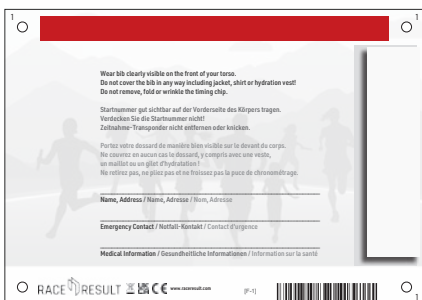 1
1
Wear bib clearly visible on the front of your torso.
Do not cover the bib in any way including jacket, shirt or hydration vest!
Do not remove, fold or wrinkle the timing chip.
Startnummer gut sichtbar auf der Vorderseite des Körpers tragen.
Verdecken Sie die Startnummer nicht!
Zeitnahme-Transponder nicht entfernen oder knicken.
Portez votre dossard de manière bien visible sur le devant du corps.
Ne couvrez en aucun cas le dossard, y compris avec une veste,
un maillot ou un gilet d'hydratation !
Ne retirez pas, ne pliez pas et ne froissez pas la puce de chronométrage.
Name, Address / Name, Adresse / Nom, Adresse
Emergency Contact / Notfall-Kontakt / Contact d'urgence
Medical Information / Gesundheitliche Informationen / Information sur la santé
RACE RESULT CE www.raceresult.com [F-1]
1